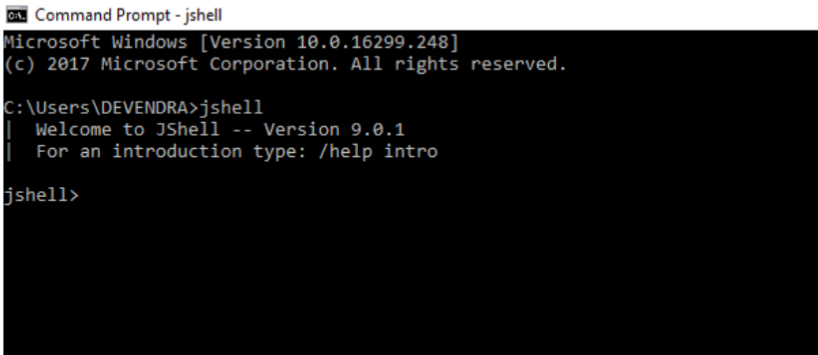 Command Prompt - jshell
Microsoft Windows [Version 10.0.16299.248]
(c) 2017 Microsoft Corporation. All rights reserved.
C:\Users\DEVENDRA>jshell
|  Welcome to JShell -- Version 9.0.1
|  For an introduction type: /help intro
jshell>